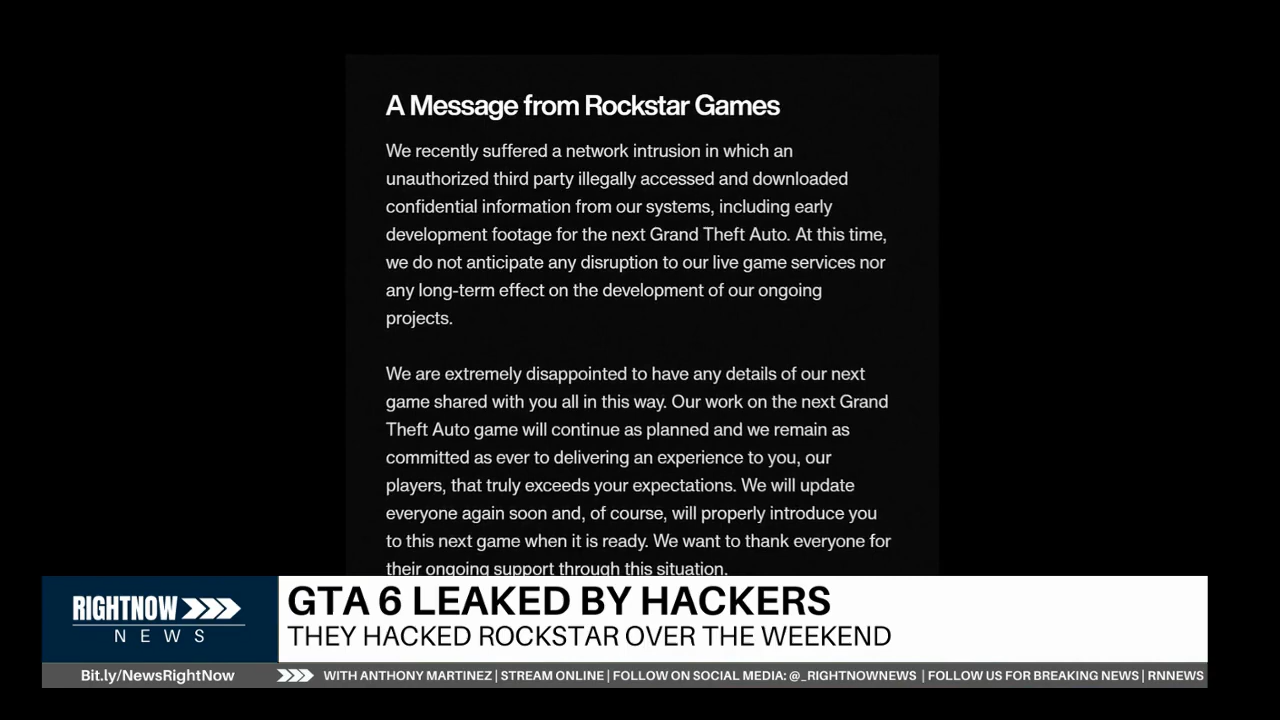 A Message from Rockstar Games
We recently suffered a network intrusion in which an
unauthorized third party illegally accessed and downloaded
confidential information from our systems, including early
development footage for the next Grand Theft Auto. At this time,
we do not anticipate any disruption to our live game services nor
any long-term effect on the development of our ongoing
projects.
We are extremely disappointed to have any details of our next
game shared with you all in this way. Our work on the next Grand
Theft Auto game will continue as planned and we remain as
committed as ever to delivering an experience to you, our
players, that truly exceeds your expectations. We will update
everyone again soon and, of course, will properly introduce you
to this next game when it is ready. We want to thank everyone for
their ongoing support through this situation.
RIGHTNOW
NEWS
GTA 6 LEAKED BY HACKERS
THEY HACKED ROCKSTAR OVER THE WEEKEND
Bit.ly/NewsRightNow
WITH ANTHONY MARTINEZ | STREAM ONLINE | FOLLOW ON SOCIAL MEDIA: @_RIGHTNOWNEWS | FOLLOW US FOR BREAKING NEWS | RNNEWS